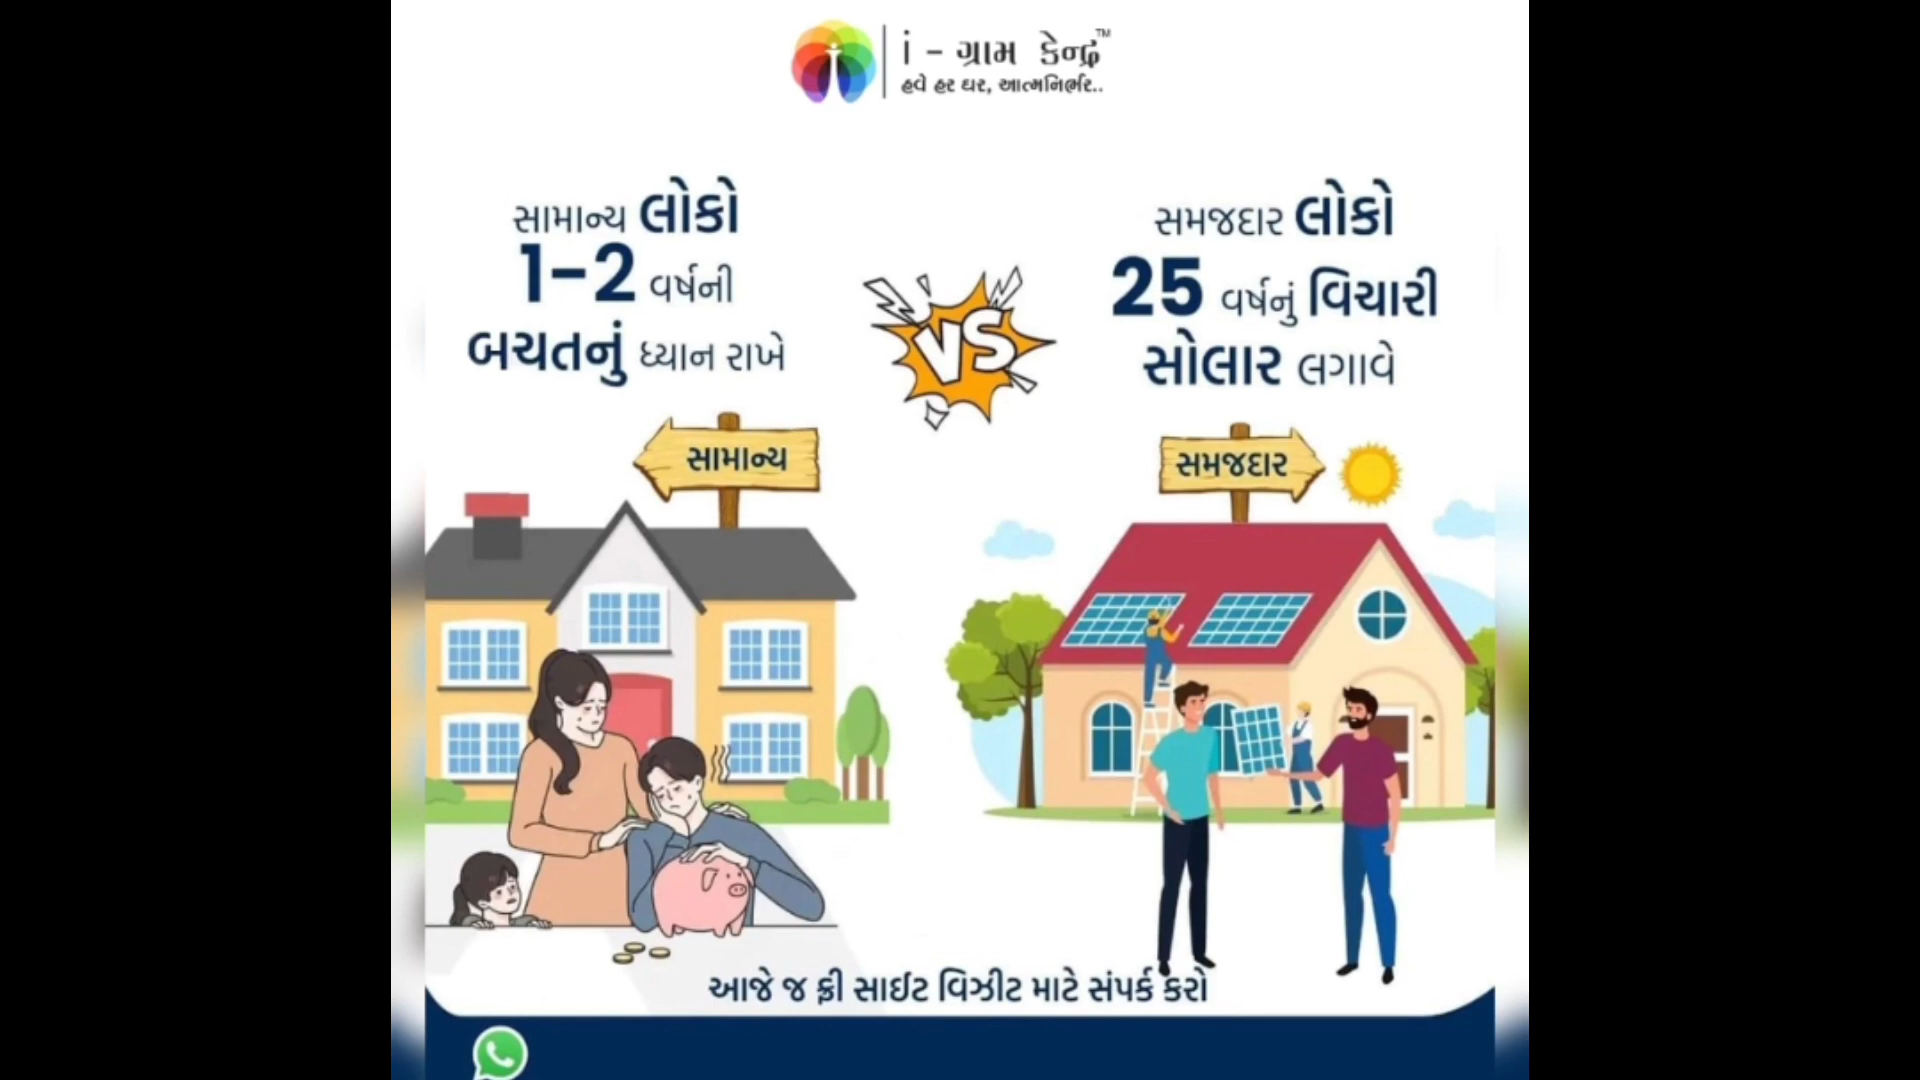 i - ગ્રામ કેન્દ્ર™
હવે હર ઘર, આત્મનિર્ભર..
સામાન્ય લોકો
1-2 વર્ષની
બચતનું ધ્યાન રાખે
VS
સમજદાર લોકો
25 વર્ષનું વિચારી
સોલાર લગાવે
સામાન્ય
સમજદાર
આજે જ ફ્રી સાઈટ વિઝીટ માટે સંપર્ક કરો